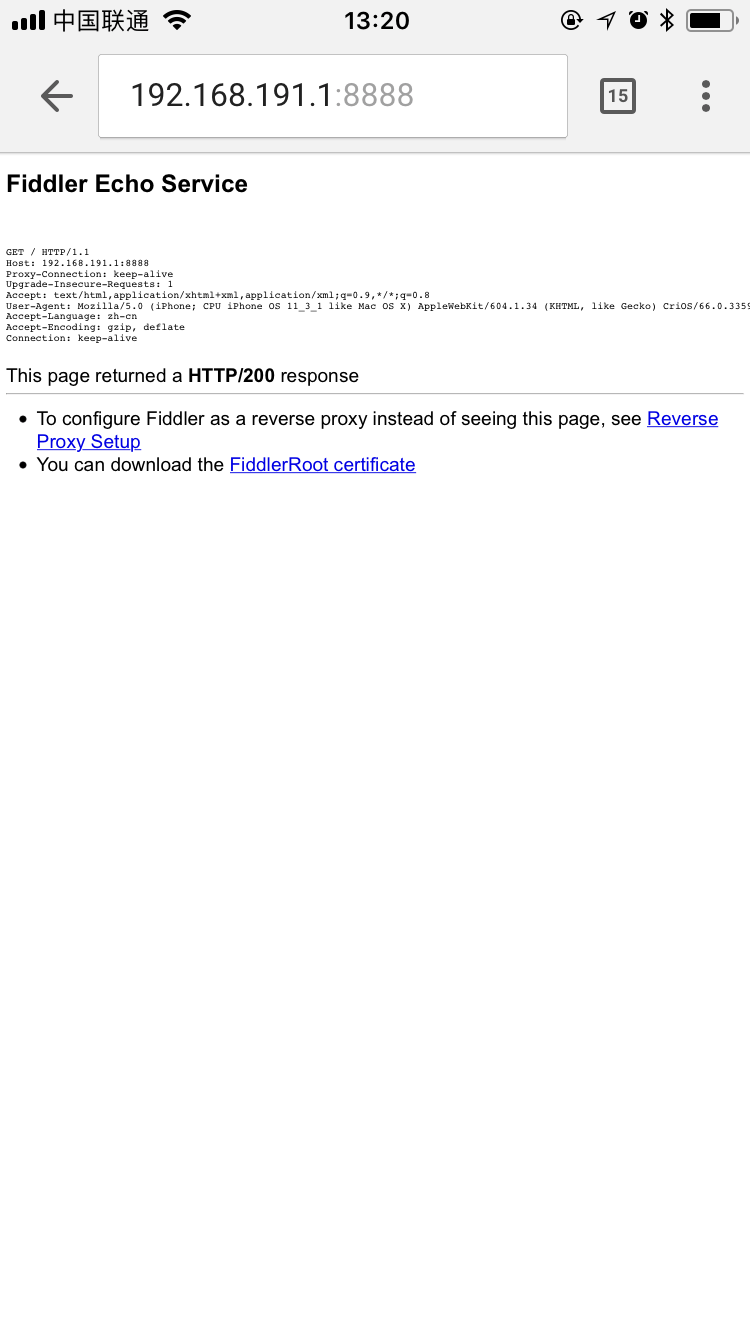 中国联通 13:20
192.168.191.1:8888 15
Fiddler Echo Service
GET / HTTP/1.1
Host: 192.168.191.1:8888
Proxy-Connection: keep-alive
Upgrade-Insecure-Requests: 1
Accept: text/html,application/xhtml+xml,application/xml;q=0.9,*/*;q=0.8
User-Agent: Mozilla/5.0 (iPhone; CPU iPhone OS 11_3_1 like Mac OS X) AppleWebKit/604.1.34 (KHTML, like Gecko) CriOS/66.0.3359
Accept-Language: zh-cn
Accept-Encoding: gzip, deflate
Connection: keep-alive
This page returned a HTTP/200 response
• To configure Fiddler as a reverse proxy instead of seeing this page, see Reverse
Proxy Setup
• You can download the FiddlerRoot certificate